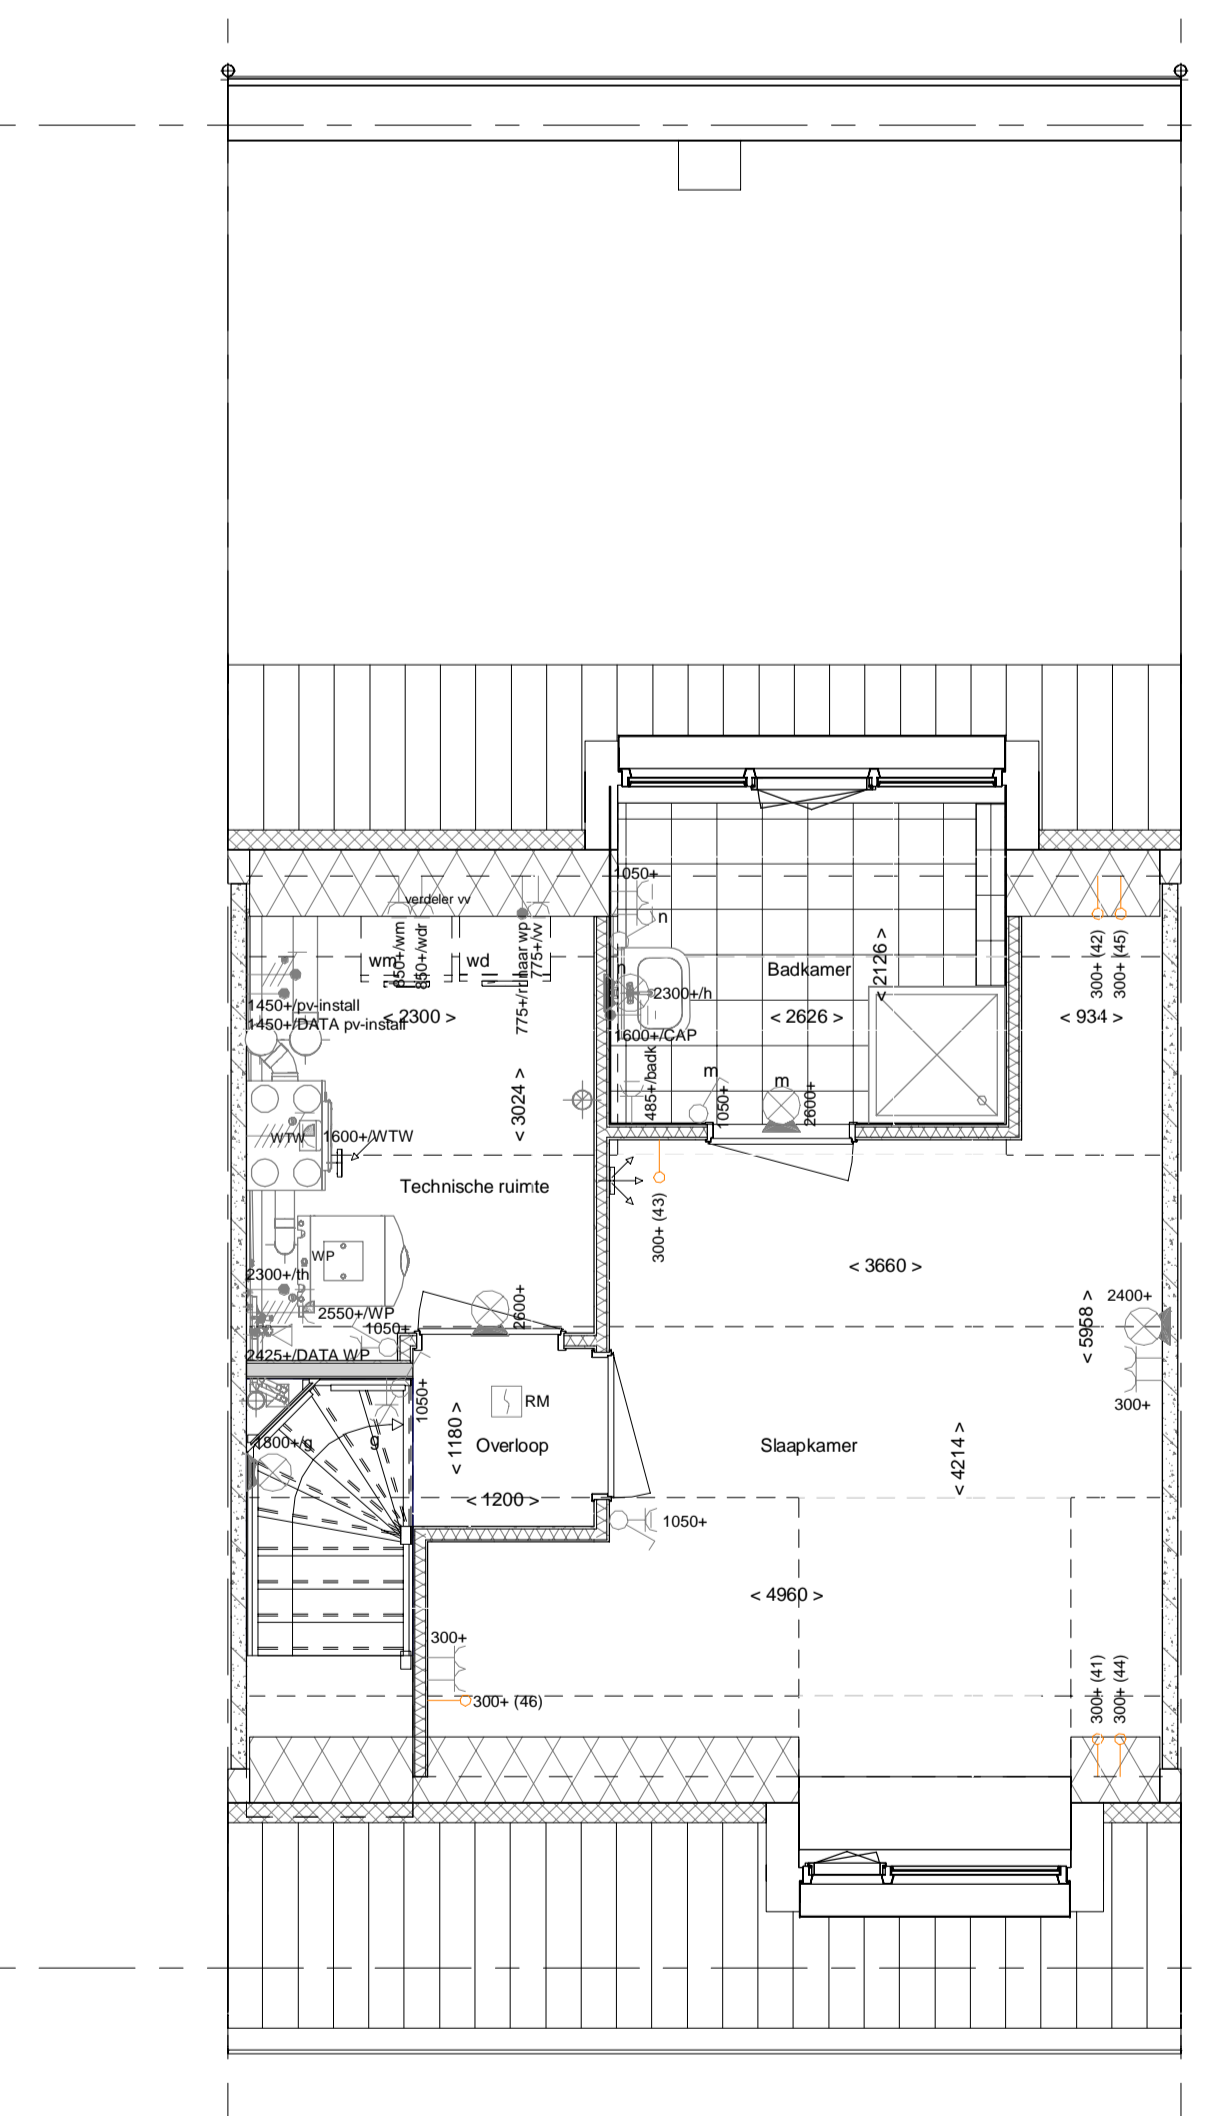 1050+
n
verdeler vv
wm
850+/wm
850+/wdr
wd
775+/rd
naar wp
775+/vv
n
Badkamer
< 2126 >
300+ (42)
300+ (45)
2300+/h
1450+/pv-install
1450+/DATA pv-install
< 2300 >
1600+/CAP
< 2626 >
< 934 >
485+/badk
m
1050+
m
2600+
< 3024 >
WTW
1600+/WTW
Technische ruimte
300+ (43)
WP
2300+/th
< 3660 >
2550+/WP
1050+
2600+
2425+/DATA WP
2400+
< 5958 >
300+
1050+
RM
1800+/g
g
< 1180 >
Overloop
Slaapkamer
< 4214 >
< 1200 >
1050+
< 4960 >
300+
300+ (46)
300+ (41)
300+ (44)